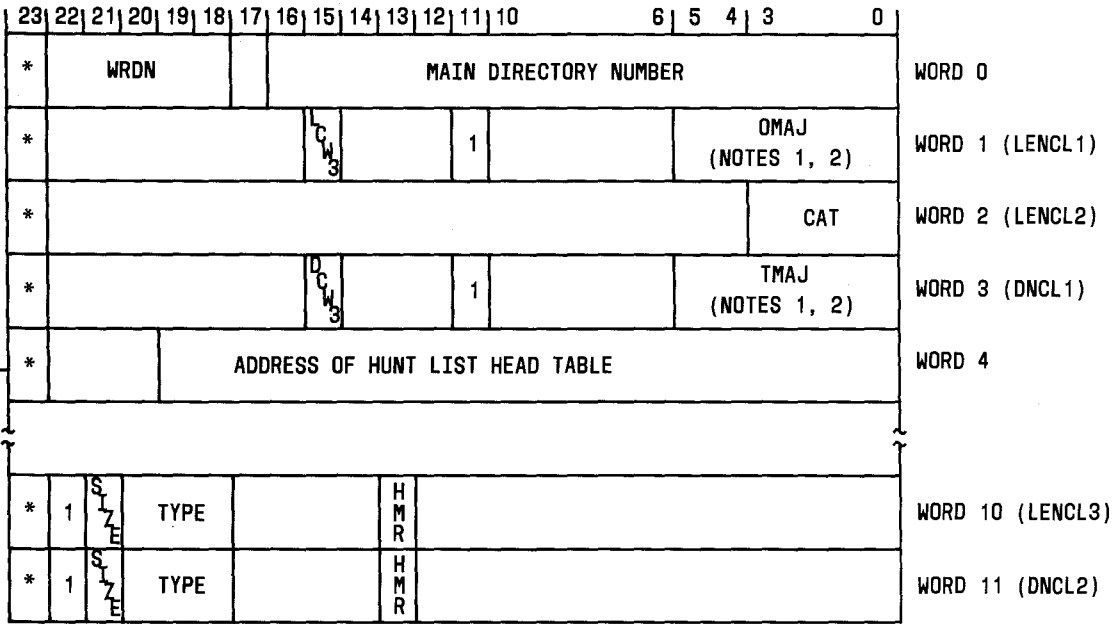 23 22 21 20 19 18 17 16 15 14 13 12 11 10 6 5 4 3 0
* WRDN MAIN DIRECTORY NUMBER WORD 0
* LCW3 1 OMAJ (NOTES 1, 2) WORD 1 (LENCL1)
* CAT WORD 2 (LENCL2)
* DCW3 1 TMAJ (NOTES 1, 2) WORD 3 (DNCL1)
* ADDRESS OF HUNT LIST HEAD TABLE WORD 4
* 1 SIZE TYPE HMR WORD 10 (LENCL3)
* 1 SIZE TYPE HMR WORD 11 (DNCL2)